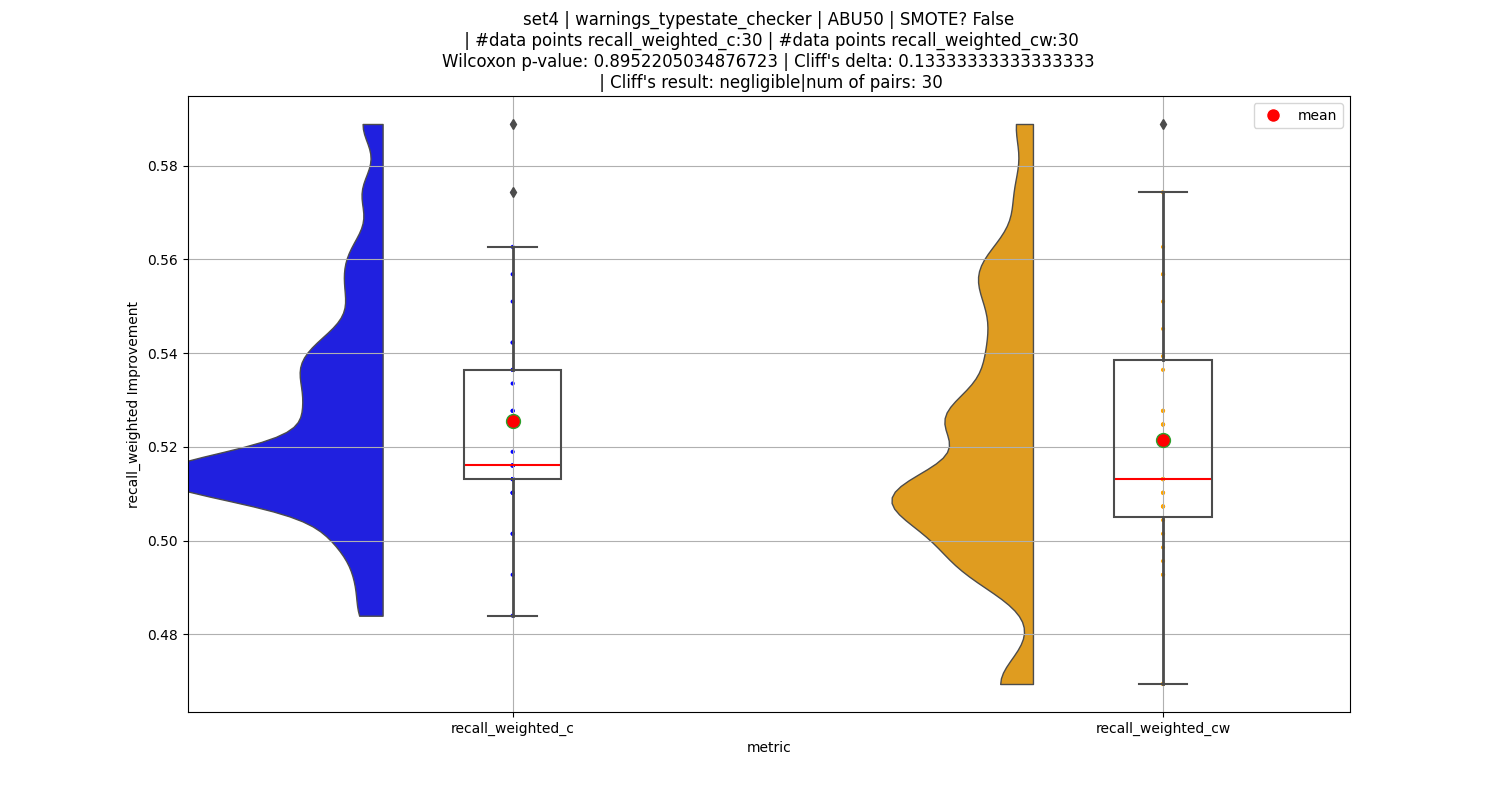 set4 | warnings_typestate_checker | ABU50 | SMOTE? False
| #data points recall_weighted_c:30 | #data points recall_weighted_cw:30
Wilcoxon p-value: 0.8952205034876723 | Cliff's delta: 0.13333333333333333
| Cliff's result: negligible|num of pairs: 30
mean
0.58
0.56
0.54
0.52
0.50
0.48
recall_weighted Improvement
recall_weighted_c
recall_weighted_cw
metric